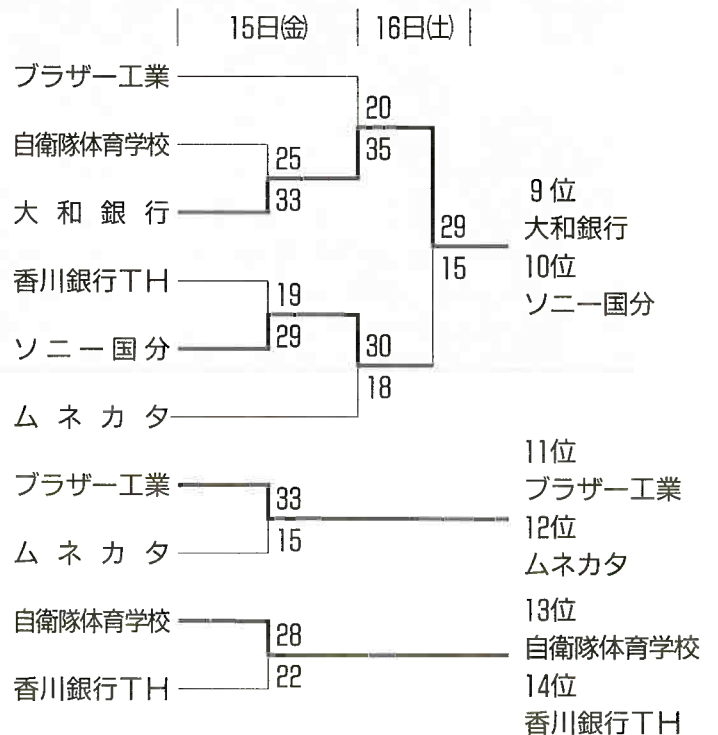 15日(金) 16日(土)
ブラザー工業
20
自衛隊体育学校
25
35
大和銀行
33
9位
大和銀行
29
10位
15
ソニー国分
香川銀行TH
19
ソニー国分
29
30
18
ムネカタ
11位
ブラザー工業
ブラザー工業
33
12位
15
ムネカタ
ムネカタ
13位
自衛隊体育学校
28
自衛隊体育学校
22
14位
香川銀行TH
香川銀行TH